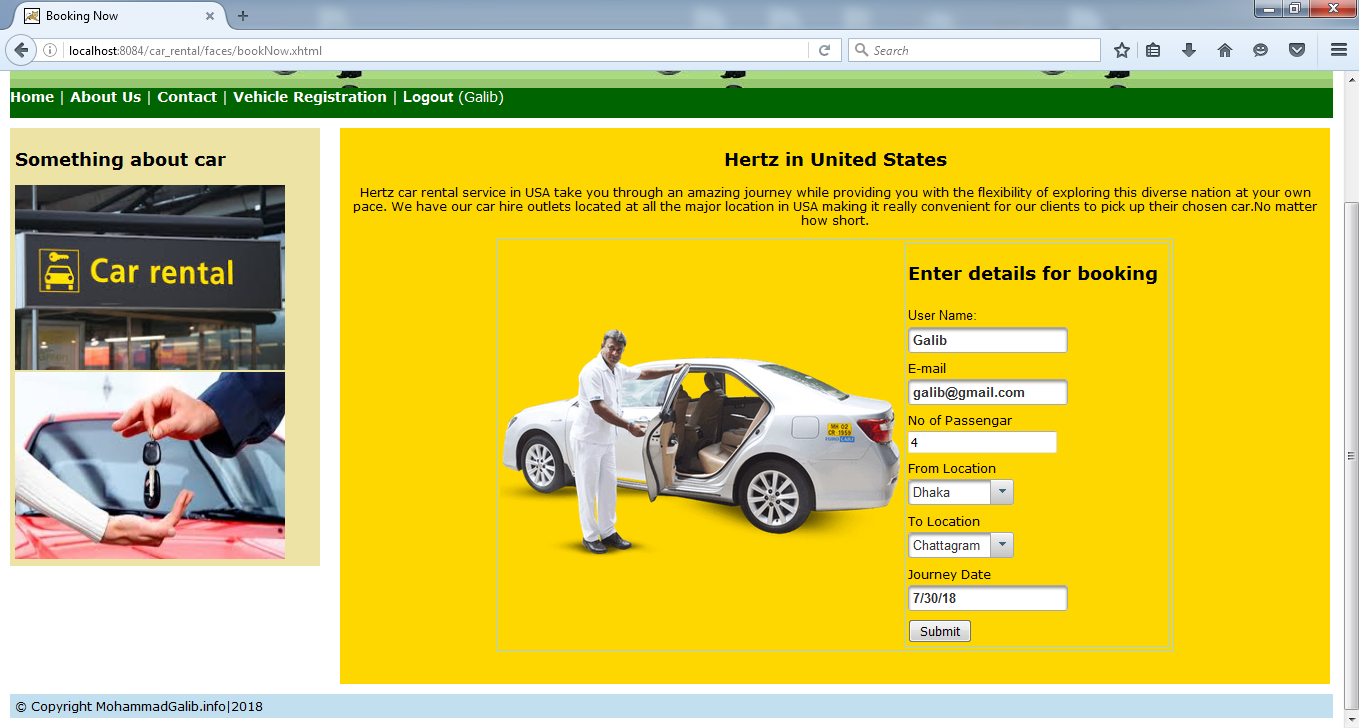 Booking Now
localhost:8084/car_rental/faces/bookNow.xhtml
Search
Home | About Us | Contact | Vehicle Registration | Logout (Galib)
Something about car
Car rental
Hertz in United States
Hertz car rental service in USA take you through an amazing journey while providing you with the flexibility of exploring this diverse nation at your own
pace. We have our car hire outlets located at all the major location in USA making it really convenient for our clients to pick up their chosen car.No matter
how short.
MH 02
CR 1959
EURO CARZ
Enter details for booking
User Name:
Galib
E-mail
galib@gmail.com
No of Passengar
4
From Location
Dhaka
To Location
Chattagram
Journey Date
7/30/18
Submit
© Copyright MohammadGalib.info|2018